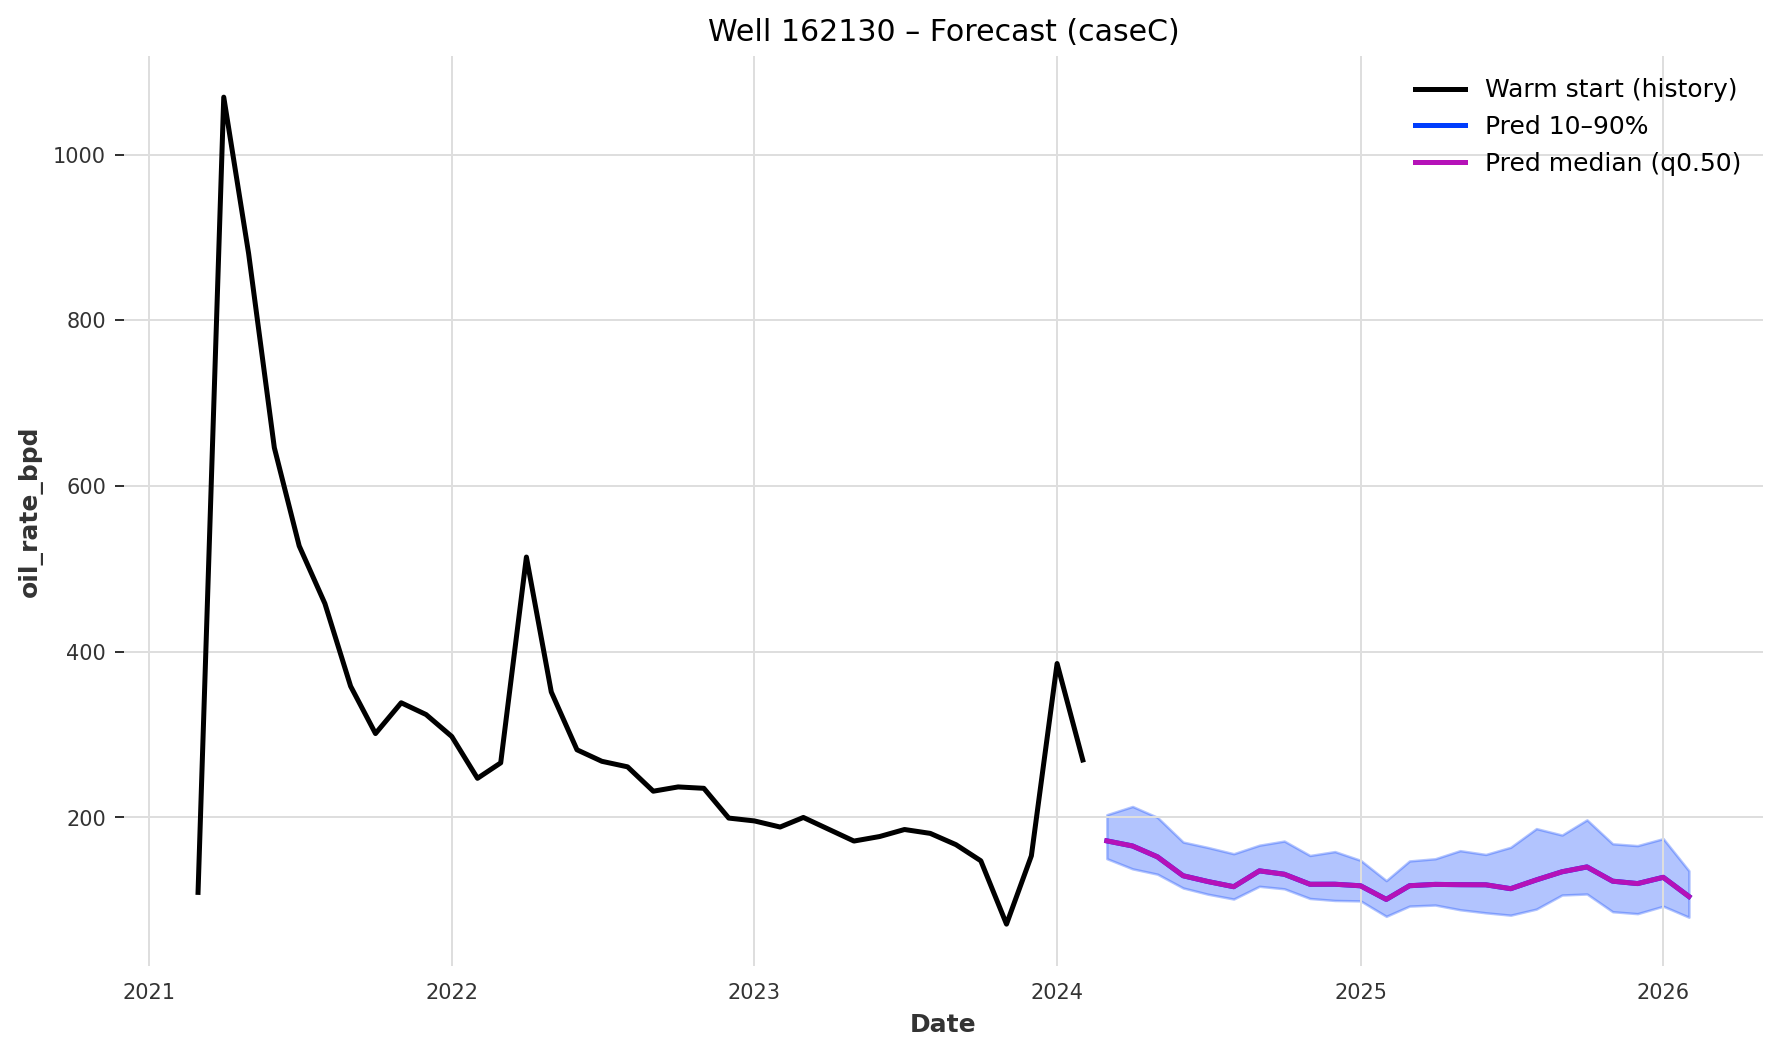 Well 162130 – Forecast (caseC)
Warm start (history)
Pred 10–90%
Pred median (q0.50)
oil_rate_bpd
1000
800
600
400
200
2021
2022
2023
2024
2025
2026
Date